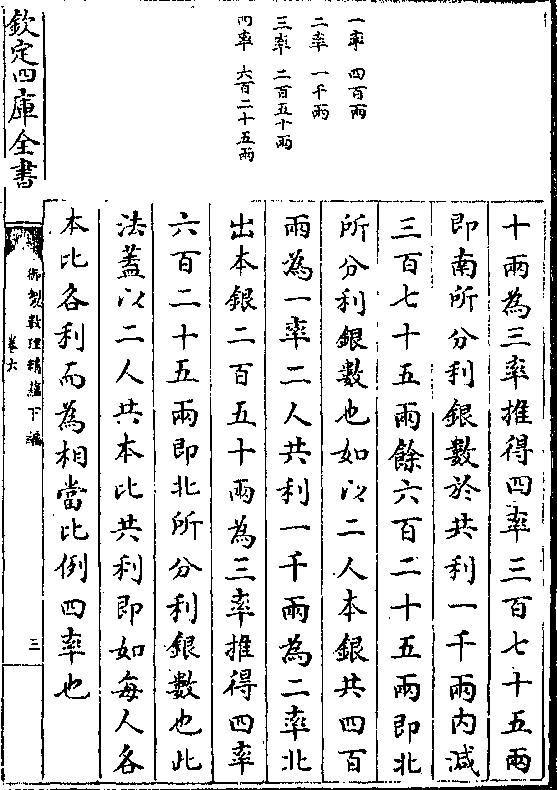 一率　四百兩
二率　一千兩
三率　二百五十兩
四率　六百二十五兩
十兩為三率推得四率三百七十五兩
即南所分利銀數於共利一千兩內減
三百七十五兩餘六百二十五兩即北
所分利銀數也如以二人本銀共四百
兩為一率二人共利一千兩為二率北
出本銀二百五十兩為三率推得四率
六百二十五兩即北所分利銀數也此
法蓋以二人共本比共利即如每人各
本比各利而為相當比例四率也
欽定四庫全書
御製數理精蘊下編
卷六
三